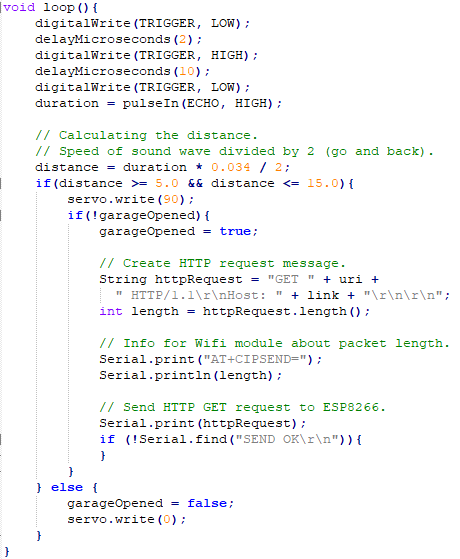 void loop(){
    digitalWrite(TRIGGER, LOW);
    delayMicroseconds(2);
    digitalWrite(TRIGGER, HIGH);
    delayMicroseconds(10);
    digitalWrite(TRIGGER, LOW);
    duration = pulseIn(ECHO, HIGH);

    // Calculating the distance.
    // Speed of sound wave divided by 2 (go and back).
    distance = duration * 0.034 / 2;
    if(distance >= 5.0 && distance <= 15.0){
        servo.write(90);
        if(!garageOpened){
            garageOpened = true;

            // Create HTTP request message.
            String httpRequest = "GET " + uri +
              " HTTP/1.1\r\nHost: " + link + "\r\n\r\n";
            int length = httpRequest.length();

            // Info for Wifi module about packet length.
            Serial.print("AT+CIPSEND=");
            Serial.println(length);

            // Send HTTP GET request to ESP8266.
            Serial.print(httpRequest);
            if (!Serial.find("SEND OK\r\n")){
            }
        }
    } else {
        garageOpened = false;
        servo.write(0);
    }
}